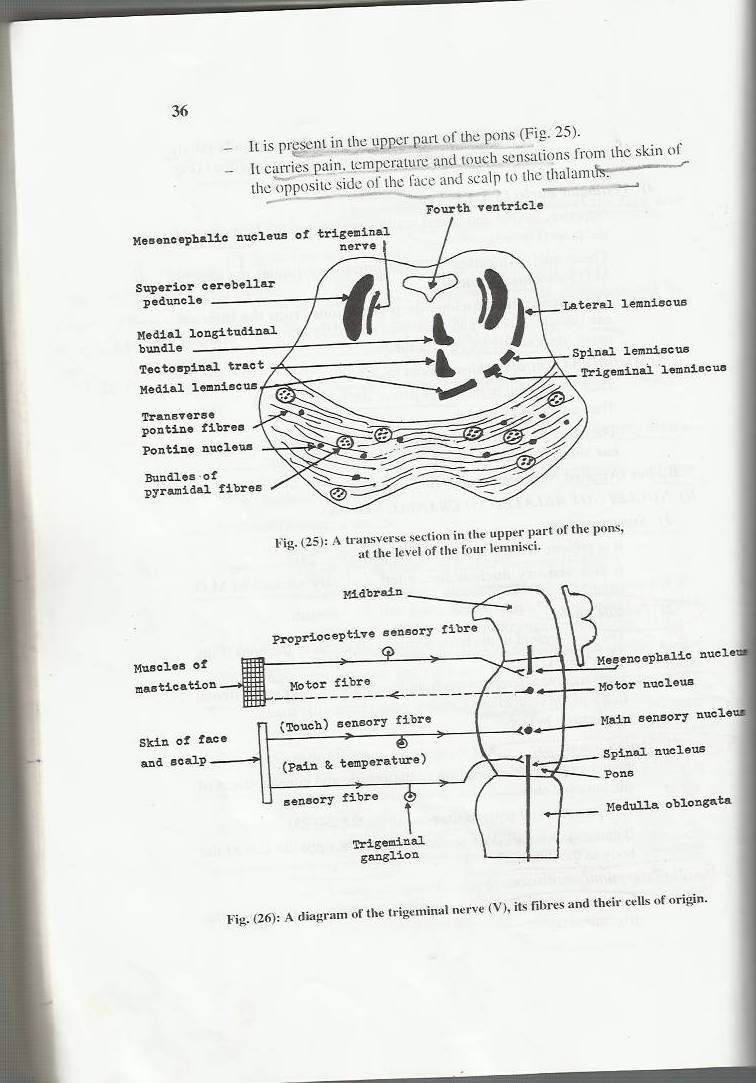 36
– It is present in the upper part of the pons (Fig. 25).
– It carries pain, temperature and touch sensations from the skin of
the opposite side of the face and scalp to the thalamus.
Fourth ventricle
Mesencephalic nucleus of trigeminal
nerve
Superior cerebellar
peduncle
Lateral lemniscus
Medial longitudinal
bundle
Spinal lemniscus
Tectospinal tract
Trigeminal lemniscus
Medial lemniscus
Transverse
pontine fibres
Pontine nucleus
Bundles of
pyramidal fibres
Fig. (25): A transverse section in the upper part of the pons,
at the level of the four lemnisci.
Midbrain
Proprioceptive sensory fibre
Muscles of
mastication
Mesencephalic nucleus
Motor fibre
Motor nucleus
(Touch) sensory fibre
Main sensory nucleus
Skin of face
and scalp
(Pain & temperature)
Spinal nucleus
Pons
sensory fibre
Medulla oblongata
Trigeminal
ganglion
Fig. (26): A diagram of the trigeminal nerve (V), its fibres and their cells of origin.